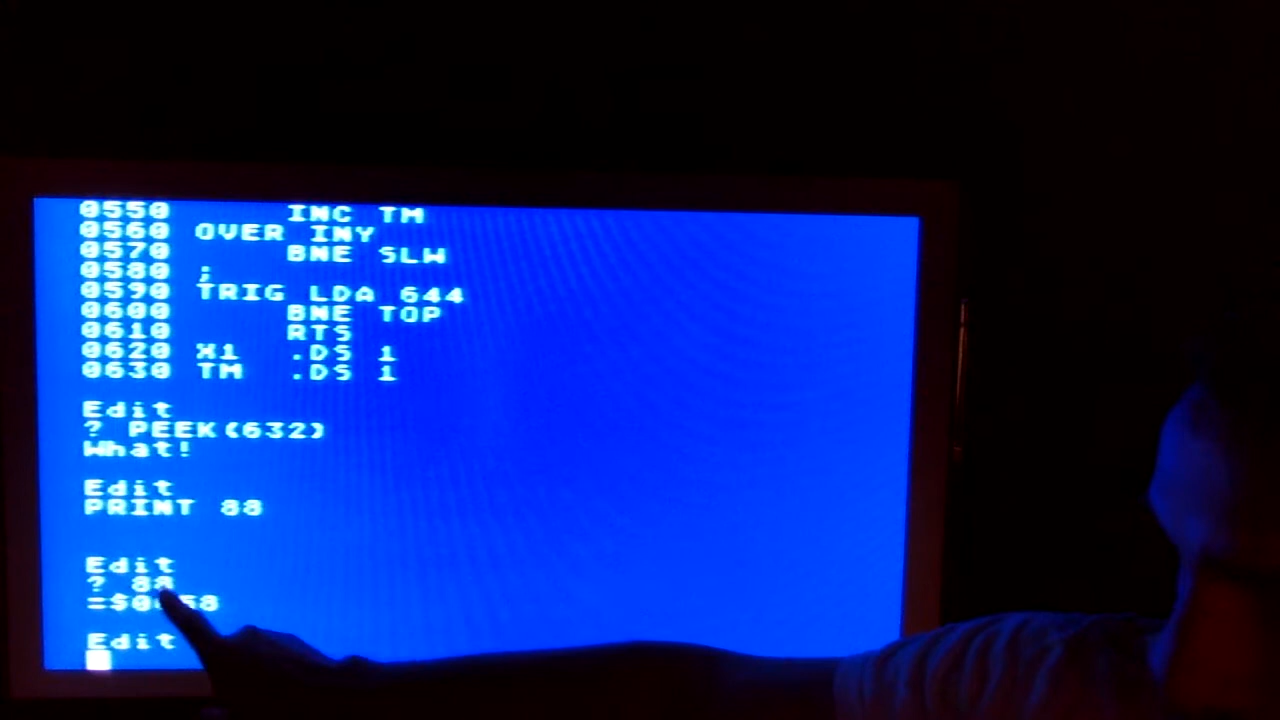 0550 INC TM
0560 OVER INY
0570 BNE SLW
0580 ;
0590 TRIG LDA 644
0600 BNE TOP
0610 RTS
0620 X1 .DS 1
0630 TM .DS 1
Edit
? PEEK(632)
What!
Edit
PRINT 88
Edit
? 88
Edit